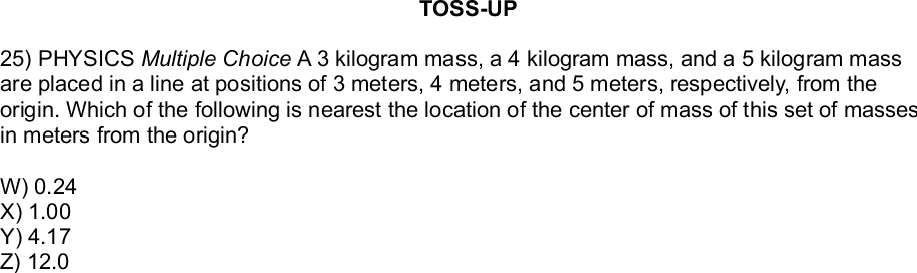 TOSS-UP
25) PHYSICS Multiple Choice A 3 kilogram mass, a 4 kilogram mass, and a 5 kilogram mass
are placed in a line at positions of 3 meters, 4 meters, and 5 meters, respectively, from the
origin. Which of the following is nearest the location of the center of mass of this set of masses
in meters from the origin?
W) 0.24
X) 1.00
Y) 4.17
Z) 12.0